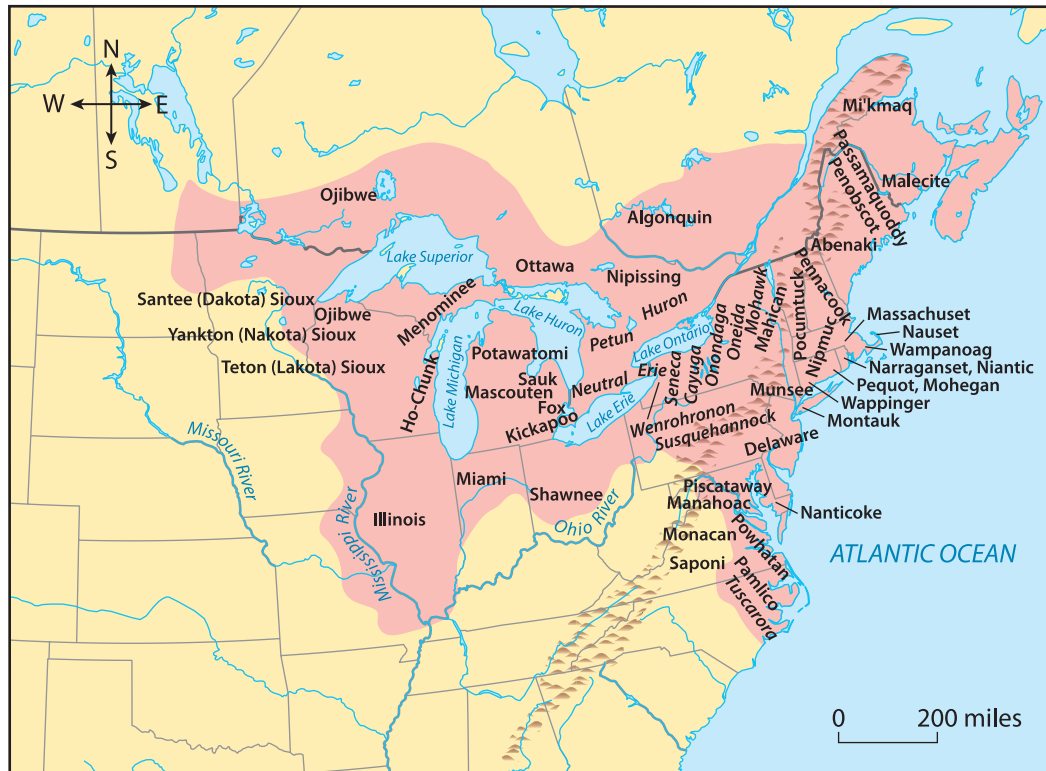 N
W
E
S
Mi'kmaq
Passamaquoddy
Penobscot
Malecite
Ojibwe
Algonquin
Abenaki
Lake Superior
Ottawa
Nipissing
Pennacook
Santee (Dakota) Sioux
Ojibwe
Menominee
Huron
Lake Huron
Mohawk
Mahican
Pocumtuck
Massachuset
Nauset
Yankton (Nakota) Sioux
Petun
Lake Ontario
Oneida
Onondaga
Nipmuc
Wampanoag
Narraganset, Niantic
Teton (Lakota) Sioux
Potawatomi
Lake Michigan
Ho-Chunk
Sauk
Mascouten
Neutral
Erie
Seneca
Cayuga
Munsee
Pequot, Mohegan
Wappinger
Montauk
Fox
Kickapoo
Lake Erie
Wenrohronon
Susquehannock
Delaware
Missouri River
Miami
Shawnee
Piscataway
Manahoac
Nanticoke
Illinois
Mississippi River
Ohio River
Monacan
Powhatan
Saponi
Pamlico
Tuscarora
ATLANTIC OCEAN
0
200 miles